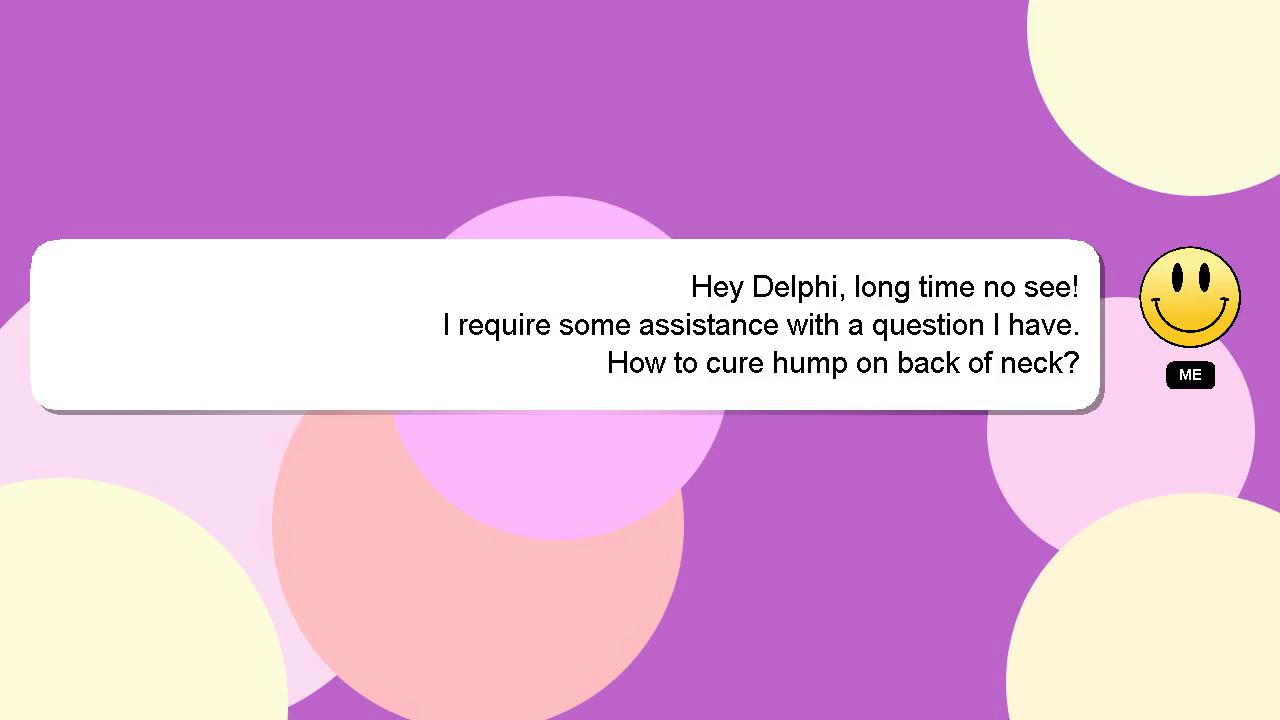 Hey Delphi, long time no see!
I require some assistance with a question I have.
How to cure hump on back of neck?
ME